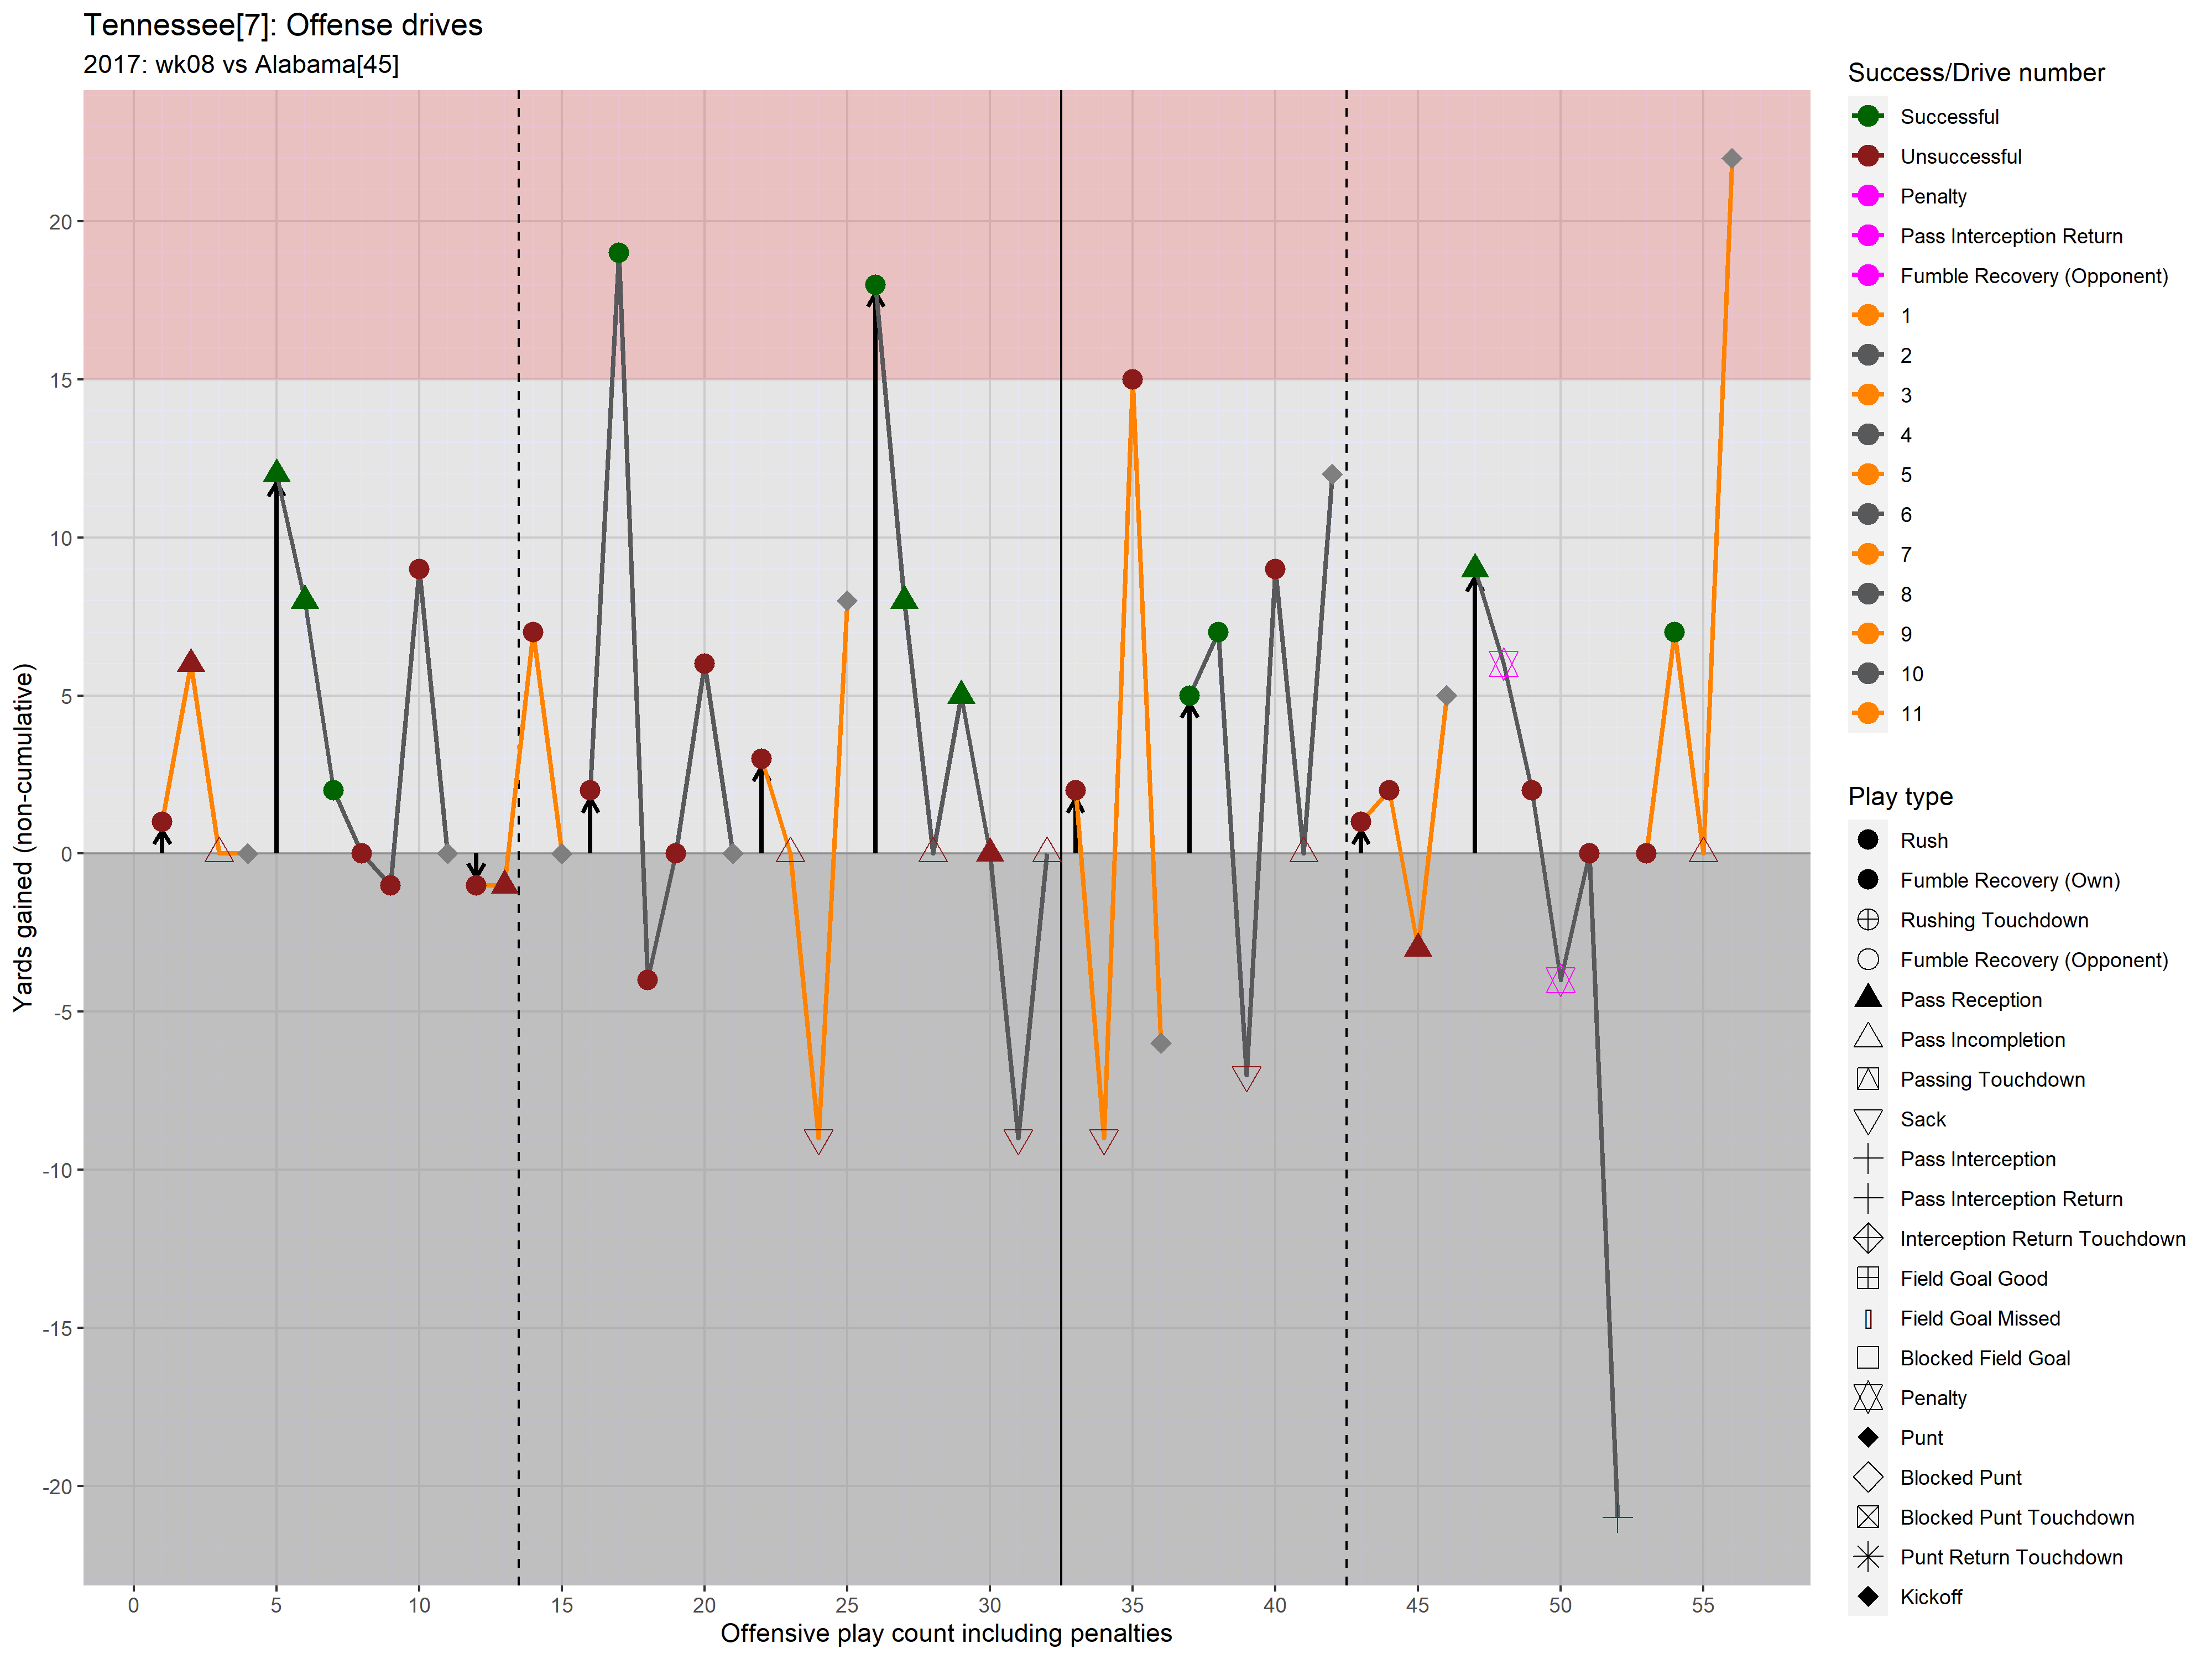 Tennessee[7]: Offense drives
2017: wk08 vs Alabama[45]
Yards gained (non-cumulative)
20
15
10
5
0
-5
-10
-15
-20
0 5 10 15 20 25 30 35 40 45 50 55
Offensive play count including penalties
Success/Drive number
Successful
Unsuccessful
Penalty
Pass Interception Return
Fumble Recovery (Opponent)
1
2
3
4
5
6
7
8
9
10
11
Play type
Rush
Fumble Recovery (Own)
Rushing Touchdown
Fumble Recovery (Opponent)
Pass Reception
Pass Incompletion
Passing Touchdown
Sack
Pass Interception
Pass Interception Return
Interception Return Touchdown
Field Goal Good
Field Goal Missed
Blocked Field Goal
Penalty
Punt
Blocked Punt
Blocked Punt Touchdown
Punt Return Touchdown
Kickoff